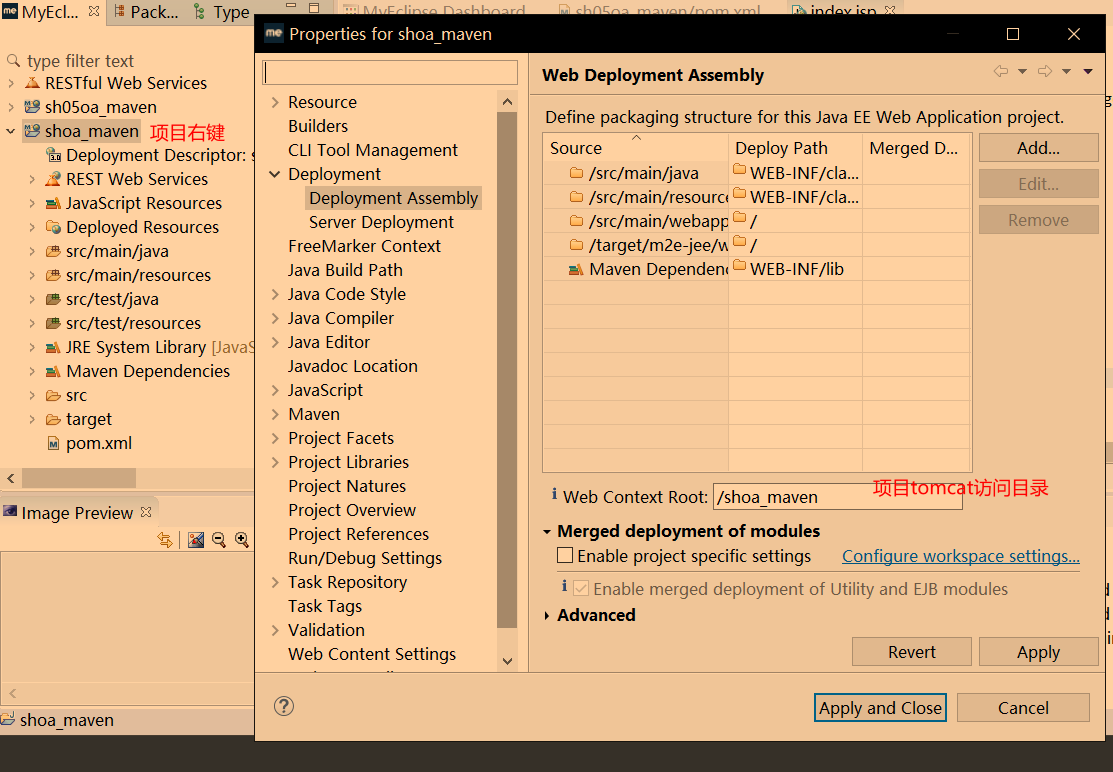 MyEcl...
Pack...
Type
MyEclipse Dashboard
sh05oa_maven/pom.xml
index.jsp
type filter text
RESTful Web Services
sh05oa_maven
shoa_maven
项目右键
Deployment Descriptor: s
REST Web Services
JavaScript Resources
Deployed Resources
src/main/java
src/main/resources
src/test/java
src/test/resources
JRE System Library [JavaS
Maven Dependencies
src
target
pom.xml
Image Preview
shoa_maven
Properties for shoa_maven
Resource
Builders
CLI Tool Management
Deployment
Deployment Assembly
Server Deployment
FreeMarker Context
Java Build Path
Java Code Style
Java Compiler
Java Editor
Javadoc Location
JavaScript
Maven
Project Facets
Project Libraries
Project Natures
Project Overview
Project References
Run/Debug Settings
Task Repository
Task Tags
Validation
Web Content Settings
Web Deployment Assembly
Define packaging structure for this Java EE Web Application project.
Source Deploy Path Merged D...
/src/main/java WEB-INF/cla...
/src/main/resource WEB-INF/cla...
/src/main/webapp /
/target/m2e-jee/w /
Maven Dependenc WEB-INF/lib
Add...
Edit...
Remove
Web Context Root: /shoa_maven
项目tomcat访问目录
Merged deployment of modules
Enable project specific settings Configure workspace settings...
Enable merged deployment of Utility and EJB modules
Advanced
Revert Apply
Apply and Close Cancel